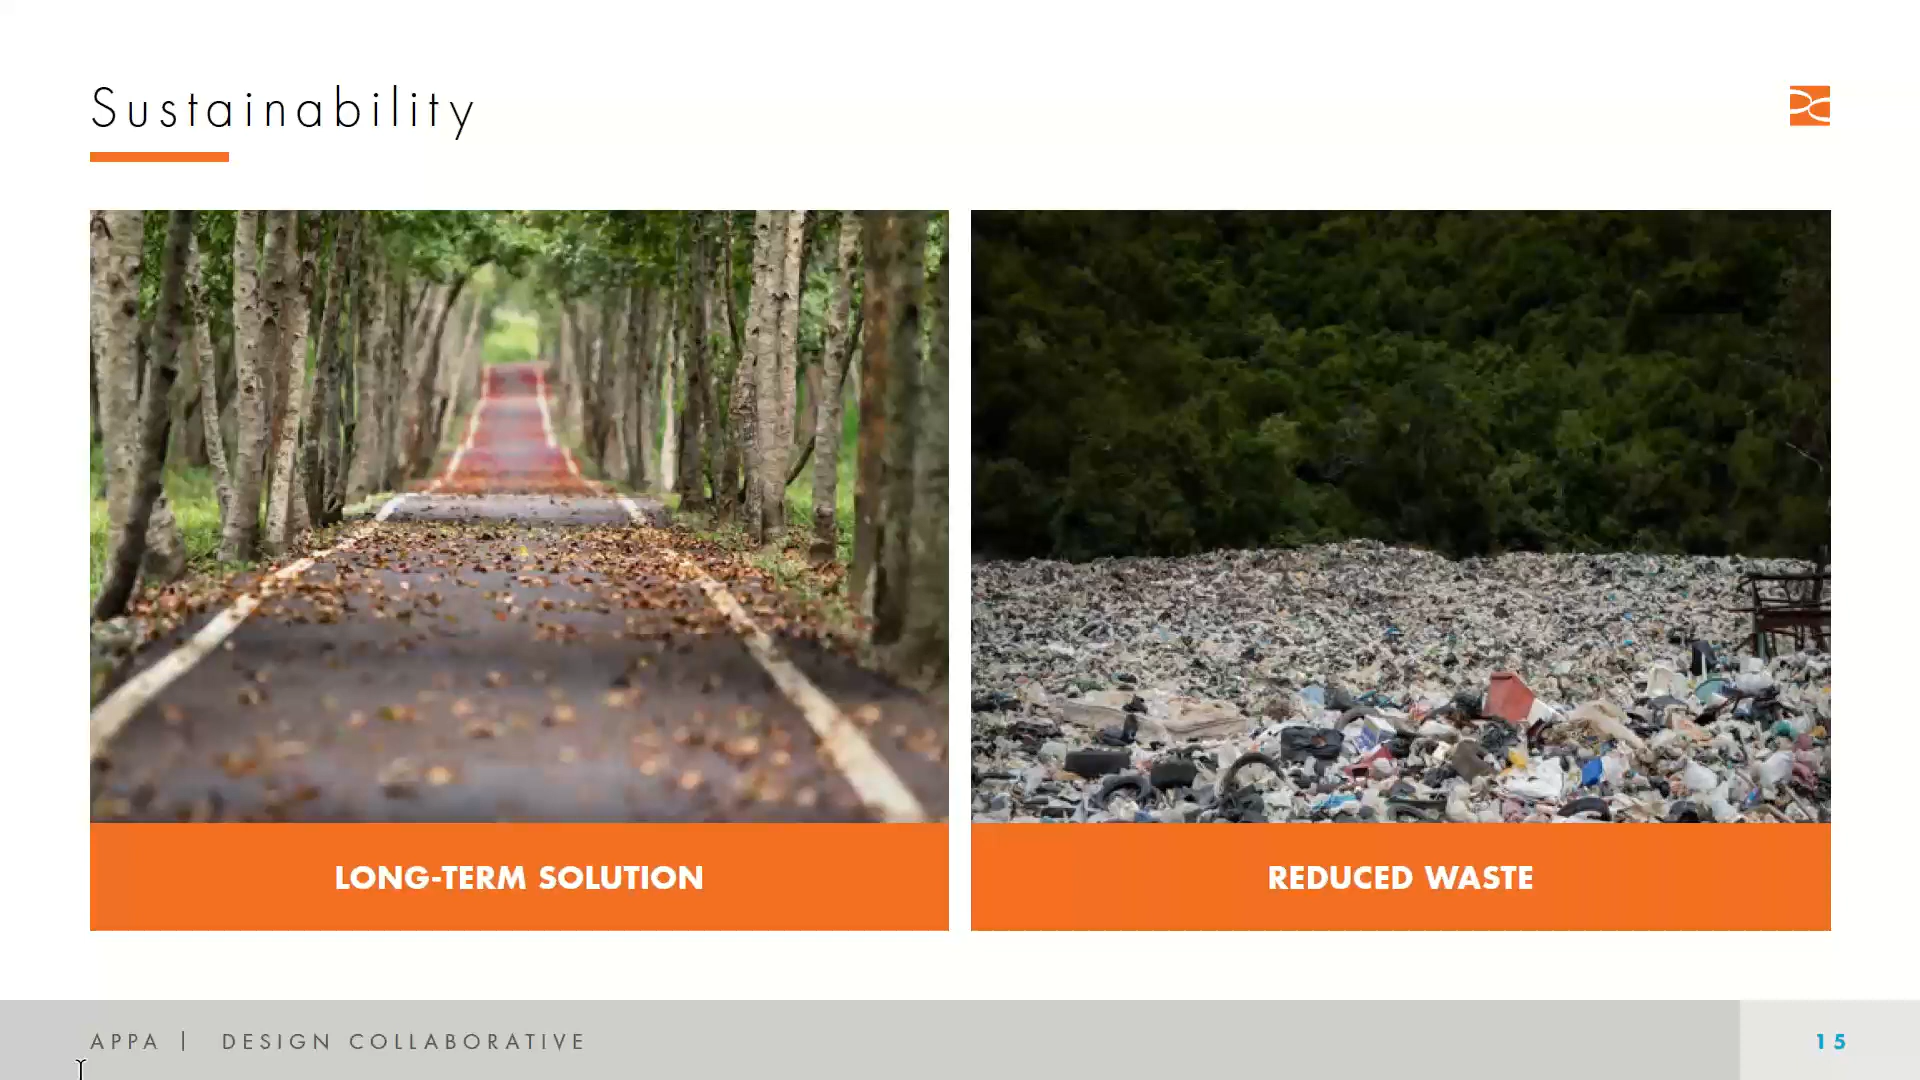 Sustainability
LONG-TERM SOLUTION
REDUCED WASTE
APPA | DESIGN COLLABORATIVE
15